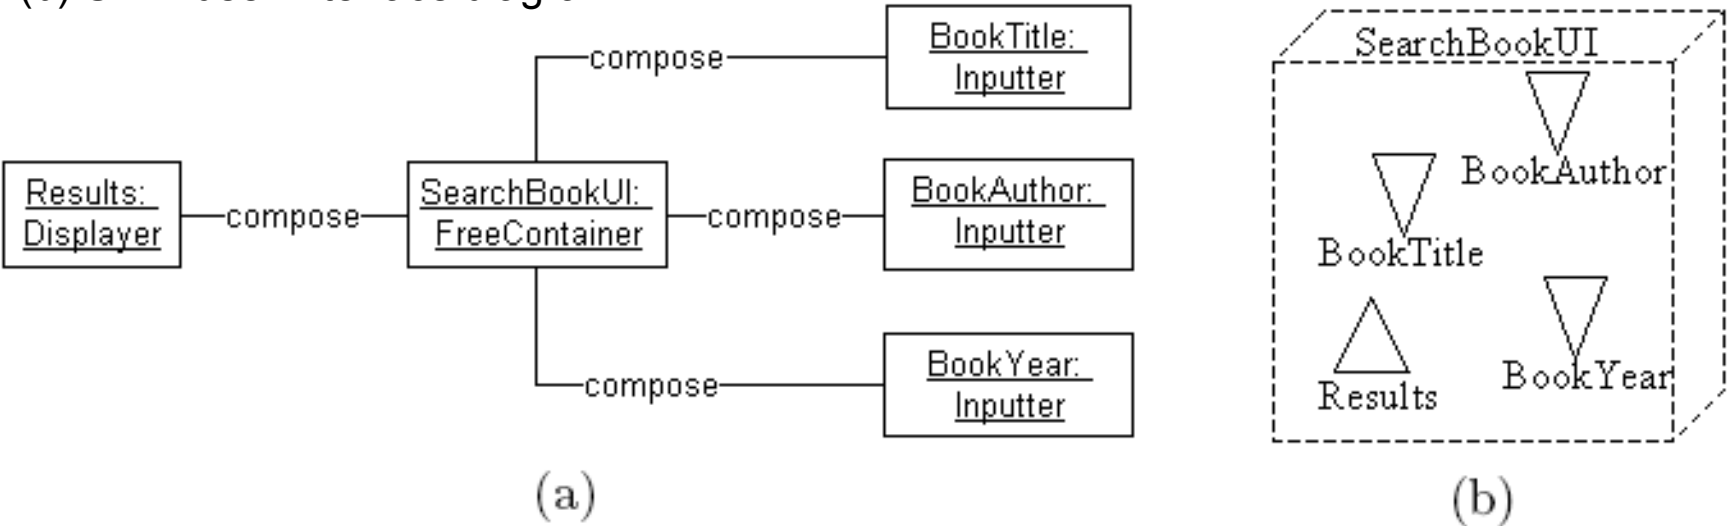 compose
BookTitle:
Inputter
Results:
Displayer
compose
SearchBookUI:
FreeContainer
compose
BookAuthor:
Inputter
compose
BookYear:
Inputter
(a)
SearchBookUI
BookAuthor
BookTitle
BookYear
Results
(b)